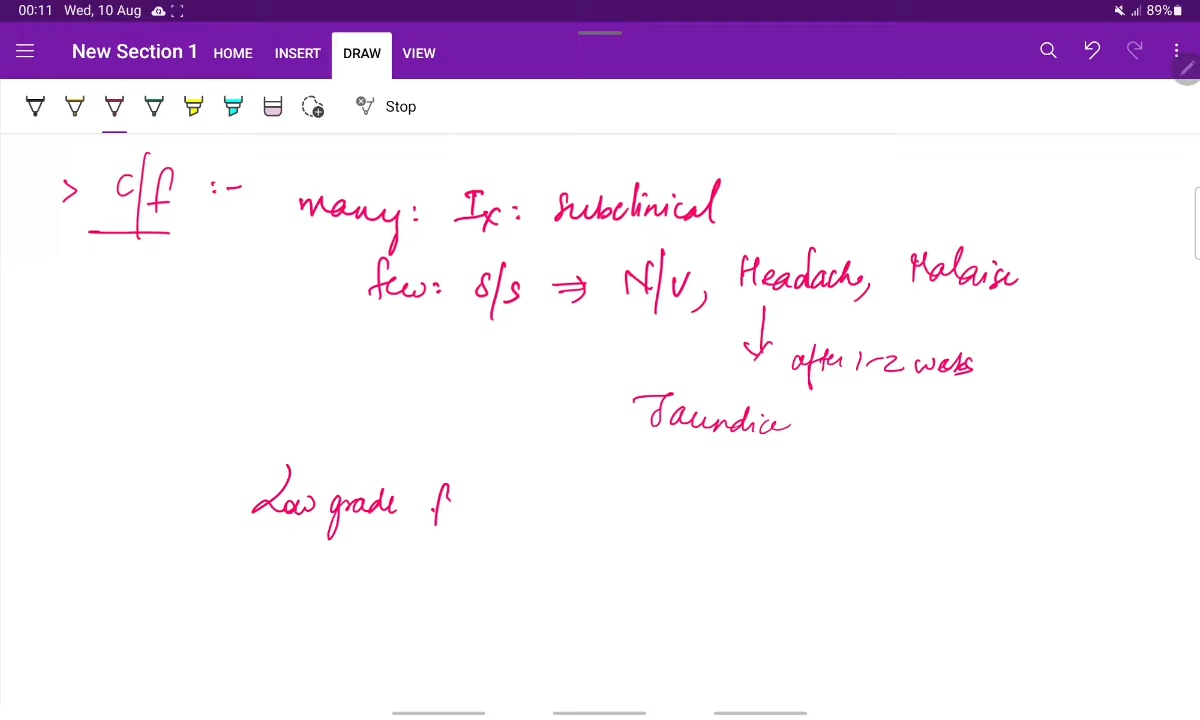 00:11 Wed, 10 Aug 89%
New Section 1 HOME INSERT DRAW VIEW
Stop
> c/f :-
many: Ix: subclinical
few: s/s ⇒ N/V, Headache, Malaise
↓ after 1-2 weeks
Jaundice
Low grade f